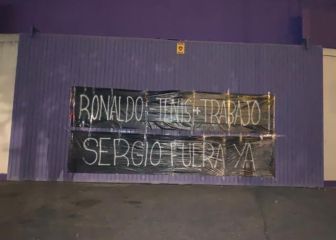 RONALDO: - TENIS + TRABAJO
SERGIO FUERA YA